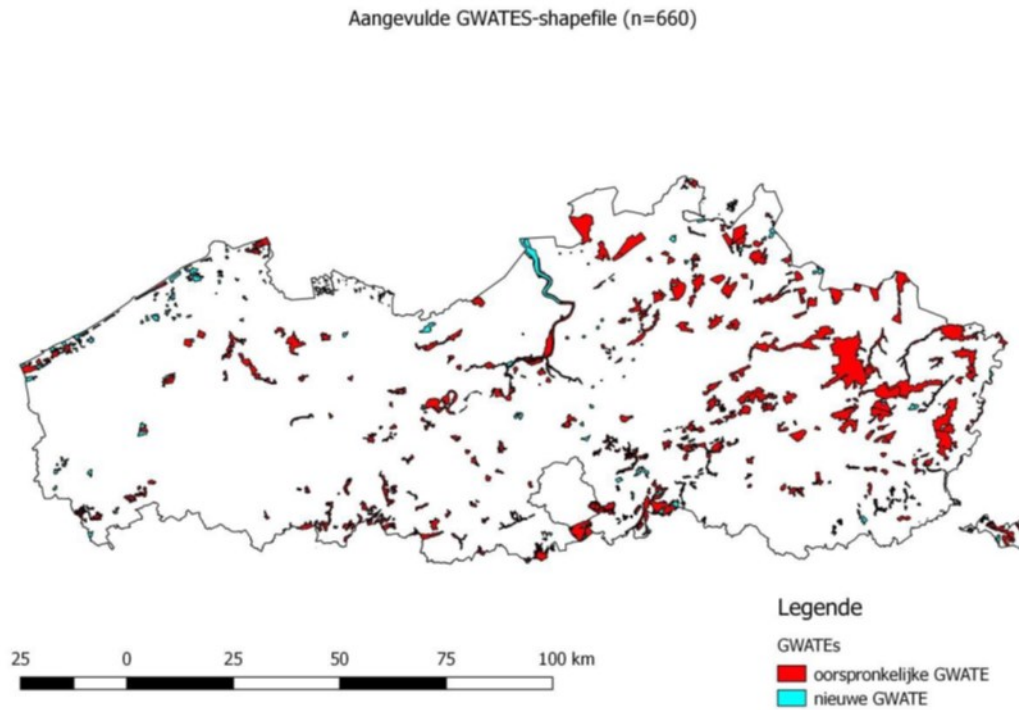 Aangevulde GWATES-shapefile (n=660)
Legende
GWATEs
oorspronkelijke GWATE
nieuwe GWATE
25 0 25 50 75 100 km